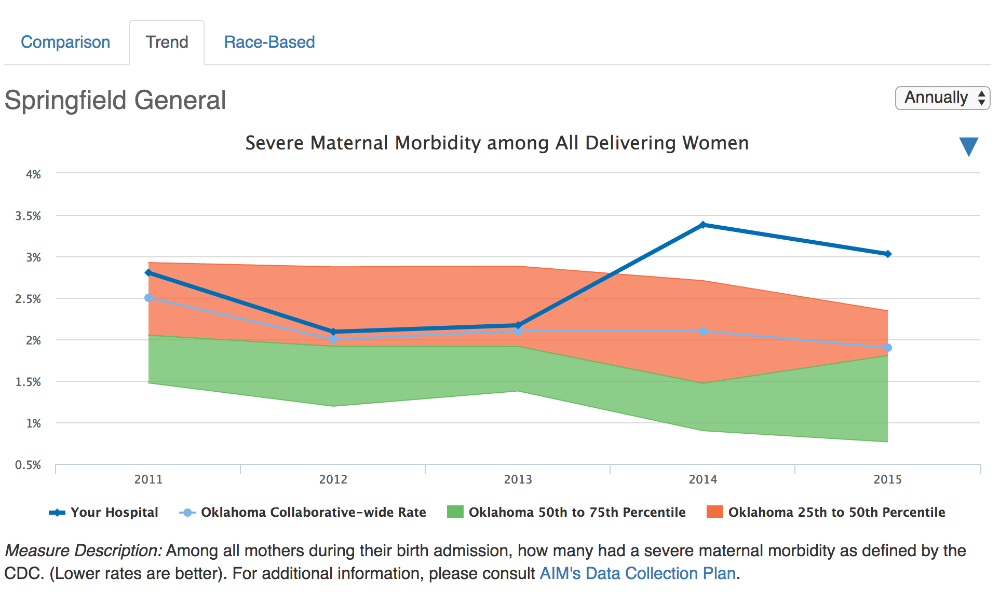 Comparison Trend Race-Based
Springfield General Annually
Severe Maternal Morbidity among All Delivering Women
4%
3.5%
3%
2.5%
2%
1.5%
1%
0.5%
2011 2012 2013 2014 2015
Your Hospital Oklahoma Collaborative-wide Rate Oklahoma 50th to 75th Percentile Oklahoma 25th to 50th Percentile
Measure Description: Among all mothers during their birth admission, how many had a severe maternal morbidity as defined by the
CDC. (Lower rates are better). For additional information, please consult AIM's Data Collection Plan.